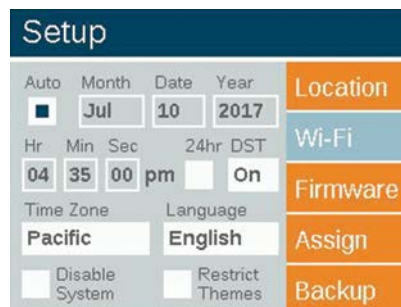 Setup
Auto Month Date Year
Jul 10 2017
Hr Min Sec 24hr DST
04 35 00 pm On
Time Zone Language
Pacific English
Disable System Restrict Themes
Location
Wi-Fi
Firmware
Assign
Backup